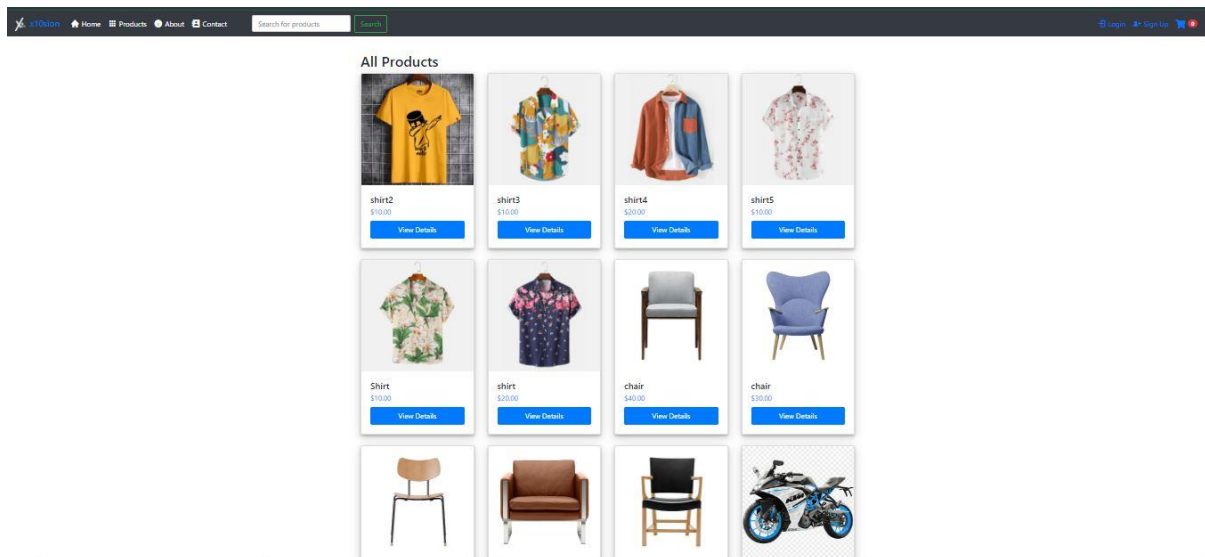 x10sion Home Products About Contact Search for products Search Login Sign Up 0
All Products
shirt2 shirt3 shirt4 shirt5
$10.00 $10.00 $20.00 $10.00
View Details View Details View Details View Details
Shirt shirt chair chair
$10.00 $20.00 $40.00 $30.00
View Details View Details View Details View Details